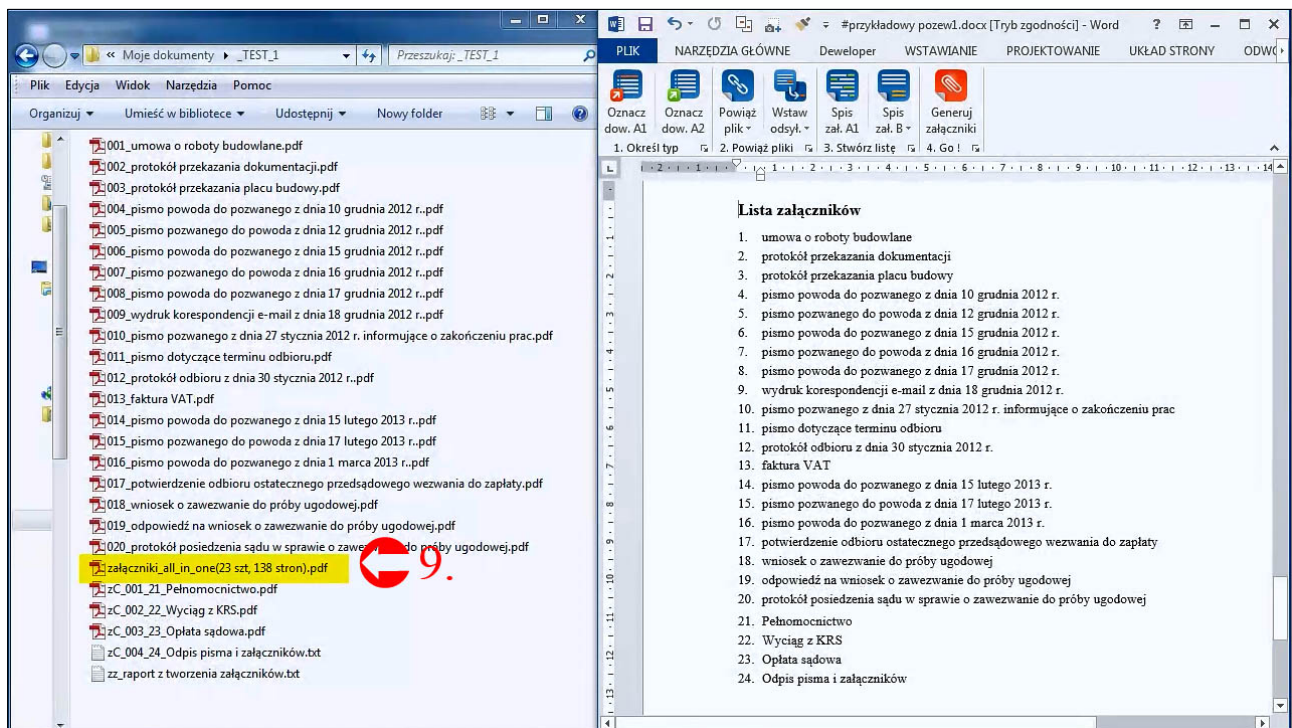 Moje dokumenty
_TEST_1
Przeszukaj: _TEST_1
Plik Edycja Widok Narzędzia Pomoc
Organizuj Umieść w bibliotece Udostępnij Nowy folder
001_umowa o roboty budowlane.pdf
002_protokół przekazania dokumentacji.pdf
003_protokół przekazania placu budowy.pdf
004_pismo powoda do pozwanego z dnia 10 grudnia 2012 r..pdf
005_pismo pozwanego do powoda z dnia 12 grudnia 2012 r..pdf
006_pismo powoda do pozwanego z dnia 15 grudnia 2012 r..pdf
007_pismo pozwanego do powoda z dnia 16 grudnia 2012 r..pdf
008_pismo powoda do pozwanego z dnia 17 grudnia 2012 r..pdf
009_wydruk korespondencji e-mail z dnia 18 grudnia 2012 r..pdf
010_pismo pozwanego z dnia 27 stycznia 2012 r. informujące o zakończeniu prac.pdf
011_pismo dotyczące terminu odbioru.pdf
012_protokół odbioru z dnia 30 stycznia 2012 r..pdf
013_faktura VAT.pdf
014_pismo powoda do pozwanego z dnia 15 lutego 2013 r..pdf
015_pismo pozwanego do powoda z dnia 17 lutego 2013 r..pdf
016_pismo powoda do pozwanego z dnia 1 marca 2013 r..pdf
017_potwierdzenie odbioru ostatecznego przedsądowego wezwania do zapłaty.pdf
018_wniosek o zawezwanie do próby ugodowej.pdf
019_odpowiedź na wniosek o zawezwanie do próby ugodowej.pdf
020_protokół posiedzenia sądu w sprawie o zawezwanie do próby ugodowej.pdf
załączniki_all_in_one(23 szt, 138 stron).pdf
9.
zC_001_21_Pełnomocnictwo.pdf
zC_002_22_Wyciąg z KRS.pdf
zC_003_23_Opłata sądowa.pdf
zC_004_24_Odpis pisma i załączników.txt
zz_raport z tworzenia załączników.txt
#przykładowy pozew1.docx [Tryb zgodności] - Word
PLIK NARZĘDZIA GŁÓWNE Deweloper WSTAWIANIE PROJEKTOWANIE UKŁAD STRONY ODWO
Oznacz Oznacz Powiąż Wstaw Spis Spis Generuj
dow. A1 dow. A2 plik odsył. zał. A1 zał. B załączniki
1. Określ typ 2. Powiąż pliki 3. Stwórz listę 4. Go !
2 1 1 2 3 4 5 6 7 8 9 10 11 12 13 14
Lista załączników
1. umowa o roboty budowlane
2. protokół przekazania dokumentacji
3. protokół przekazania placu budowy
4. pismo powoda do pozwanego z dnia 10 grudnia 2012 r.
5. pismo pozwanego do powoda z dnia 12 grudnia 2012 r.
6. pismo powoda do pozwanego z dnia 15 grudnia 2012 r.
7. pismo pozwanego do powoda z dnia 16 grudnia 2012 r.
8. pismo powoda do pozwanego z dnia 17 grudnia 2012 r.
9. wydruk korespondencji e-mail z dnia 18 grudnia 2012 r.
10. pismo pozwanego z dnia 27 stycznia 2012 r. informujące o zakończeniu prac
11. pismo dotyczące terminu odbioru
12. protokół odbioru z dnia 30 stycznia 2012 r.
13. faktura VAT
14. pismo powoda do pozwanego z dnia 15 lutego 2013 r.
15. pismo pozwanego do powoda z dnia 17 lutego 2013 r.
16. pismo powoda do pozwanego z dnia 1 marca 2013 r.
17. potwierdzenie odbioru ostatecznego przedsądowego wezwania do zapłaty
18. wniosek o zawezwanie do próby ugodowej
19. odpowiedź na wniosek o zawezwanie do próby ugodowej
20. protokół posiedzenia sądu w sprawie o zawezwanie do próby ugodowej
21. Pełnomocnictwo
22. Wyciąg z KRS
23. Opłata sądowa
24. Odpis pisma i załączników